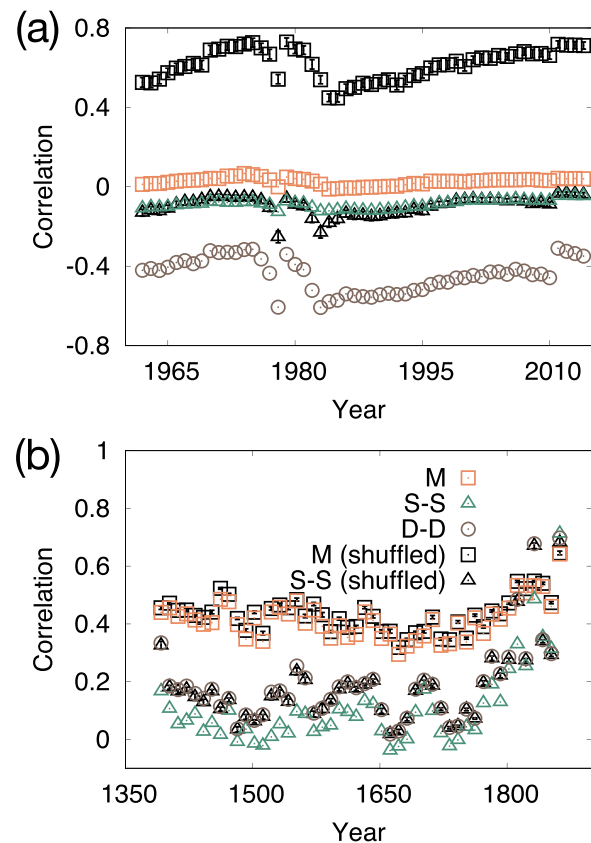 (a)
0.8
0.4
0
-0.4
-0.8
Correlation
1965
1980
1995
2010
Year
(b)
1
0.8
0.6
0.4
0.2
0
Correlation
M
S-S
D-D
M (shuffled)
S-S (shuffled)
1350
1500
1650
1800
Year